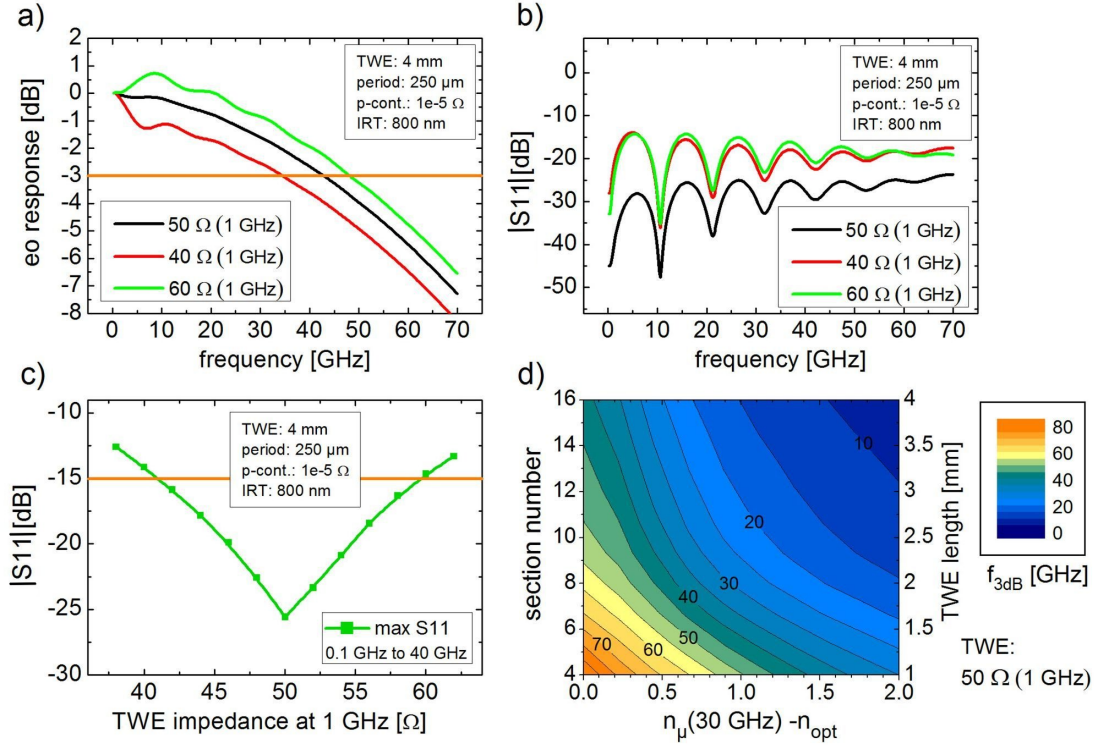 a)
eo response [dB]
2
1
0
-1
-2
-3
-4
-5
-6
-7
-8
TWE: 4 mm
period: 250 µm
p-cont.: 1e-5 Ω
IRT: 800 nm
50 Ω (1 GHz)
40 Ω (1 GHz)
60 Ω (1 GHz)
0 10 20 30 40 50 60 70
frequency [GHz]
b)
|S11|[dB]
0
-10
-20
-30
-40
-50
TWE: 4 mm
period: 250 µm
p-cont.: 1e-5 Ω
IRT: 800 nm
50 Ω (1 GHz)
40 Ω (1 GHz)
60 Ω (1 GHz)
0 10 20 30 40 50 60 70
frequency [GHz]
c)
|S11|[dB]
-10
-15
-20
-25
-30
TWE: 4 mm
period: 250 µm
p-cont.: 1e-5 Ω
IRT: 800 nm
max S11
0.1 GHz to 40 GHz
40 45 50 55 60
TWE impedance at 1 GHz [Ω]
d)
section number
16
14
12
10
8
6
4
10
20
30
40
50
60
70
4
3.5
3
2.5
2
1.5
1
TWE length [mm]
0.0 0.5 1.0 1.5 2.0
nµ(30 GHz) -nopt
80
60
40
20
0
f3dB [GHz]
TWE:
50 Ω (1 GHz)